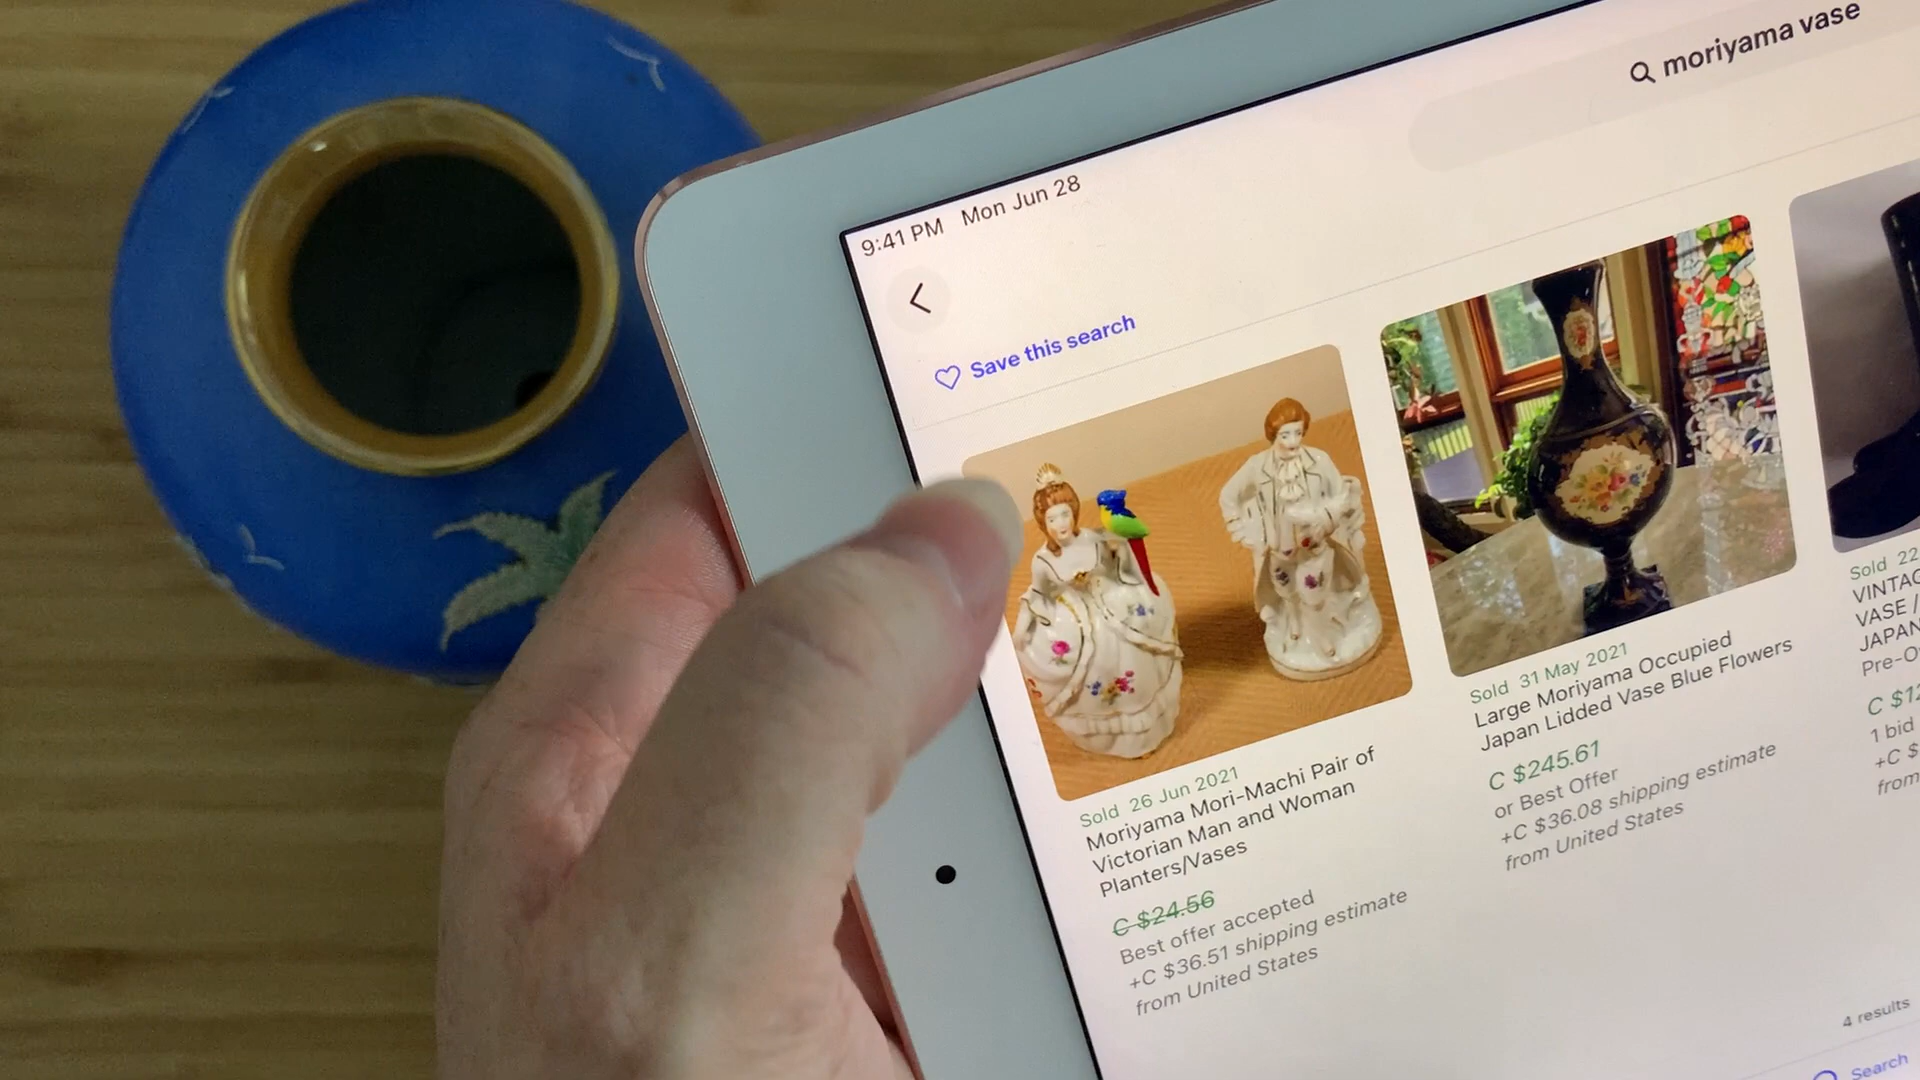 moriyama vase
9:41 PM Mon Jun 28
Save this search
Sold 26 Jun 2021
Moriyama Mori-Machi Pair of
Victorian Man and Woman
Planters/Vases
C $24.56
Best offer accepted
+C $36.51 shipping estimate
from United States
Sold 31 May 2021
Large Moriyama Occupied
Japan Lidded Vase Blue Flowers
C $245.61
or Best Offer
+C $36.08 shipping estimate
from United States
Sold 22
VASE /
JAPAN
1 bid
+C $
from
4 results
Search